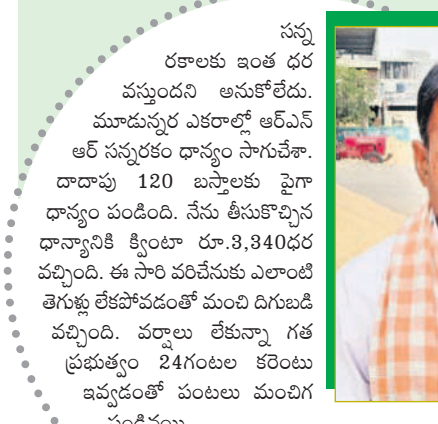 సన్న
రకాలకు ఇంత ధర
వస్తుందని అనుకోలేదు.
మూడున్నర ఎకరాల్లో ఆర్ఎన్
ఆర్ సన్నరకం ధాన్యం సాగుచేశా.
దాదాపు 120 బస్తాలకు పైగా
ధాన్యం పండింది. నేను తీసుకొచ్చిన
ధాన్యానికి క్వింటా రూ.3,340ధర
వచ్చింది. ఈ సారి వరిచేనుకు ఎలాంటి
తెగుళ్లు లేకపోవడంతో మంచి దిగుబడి
వచ్చింది. వర్షాలు లేకున్నా గత
ప్రభుత్వం 24గంటల కరెంటు
ఇవ్వడంతో పంటలు మంచిగ